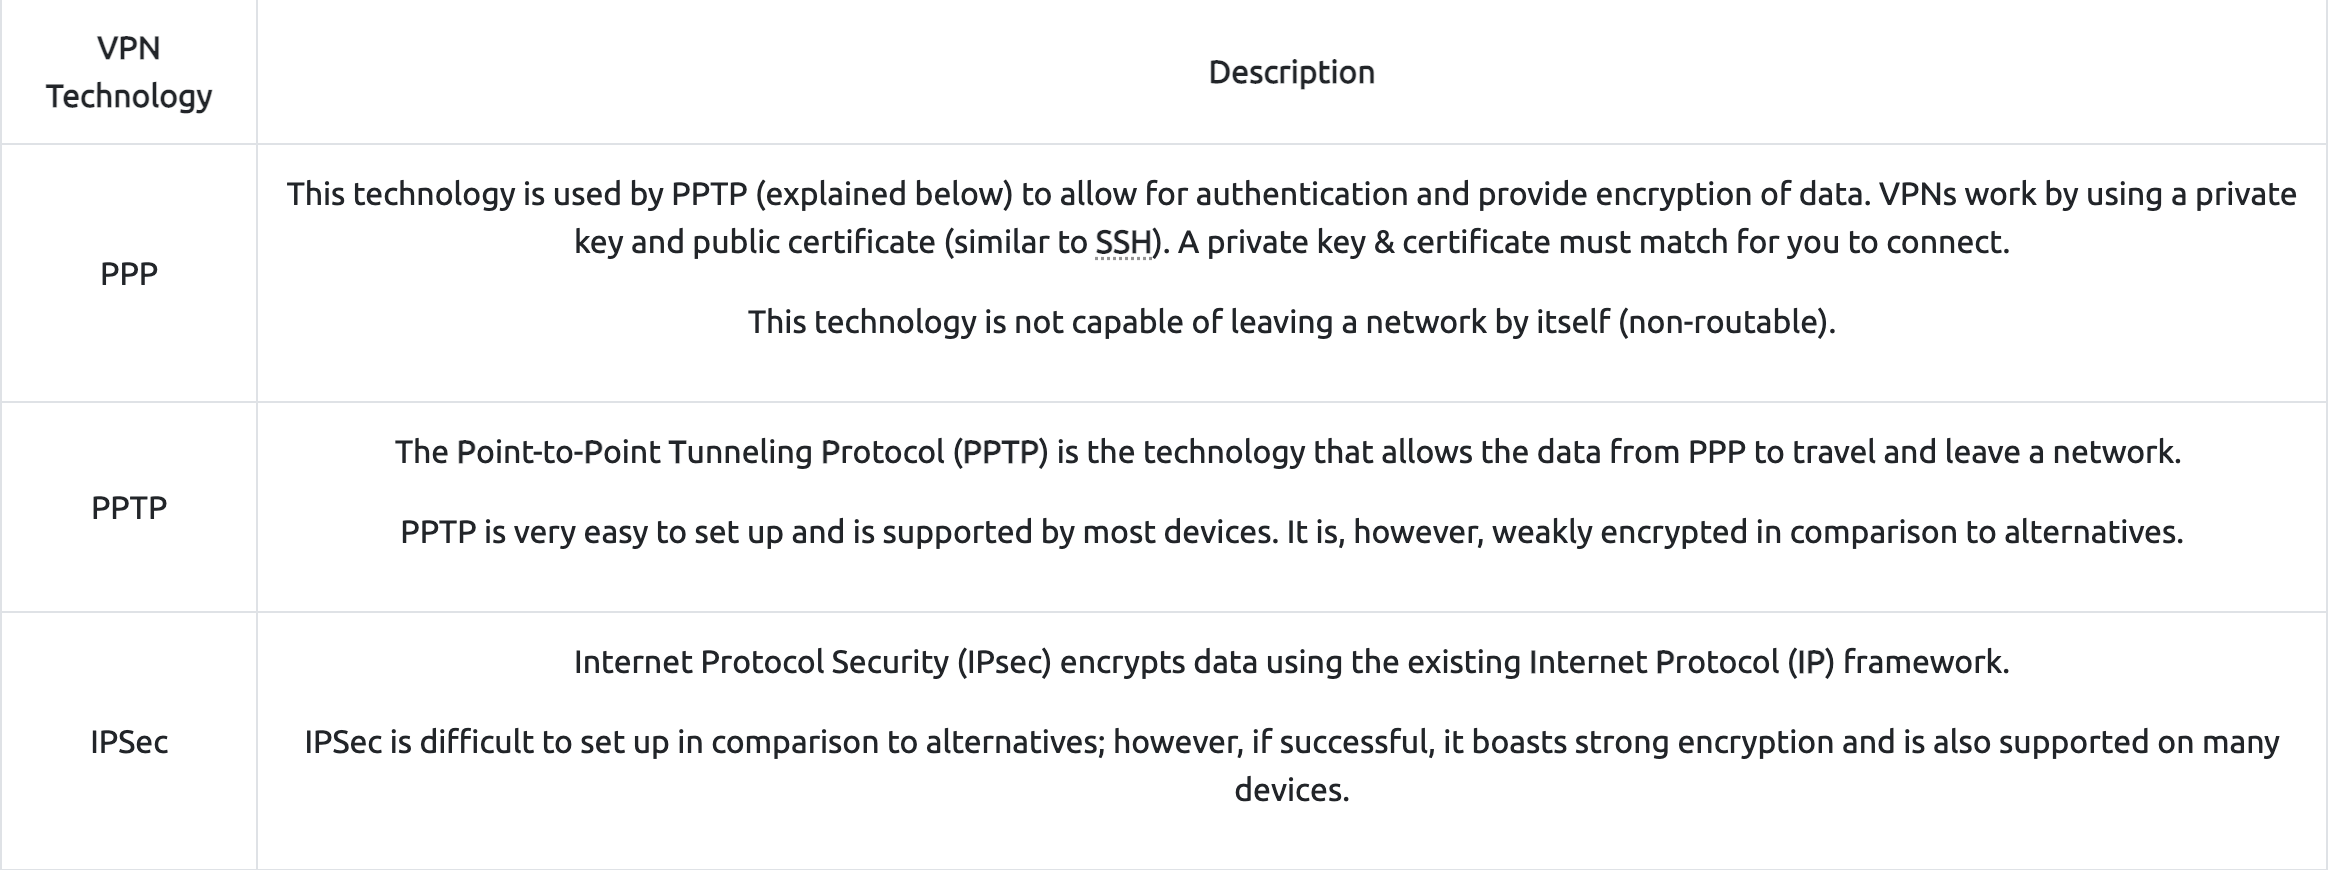 VPN
Technology
Description
PPP
This technology is used by PPTP (explained below) to allow for authentication and provide encryption of data. VPNs work by using a private
key and public certificate (similar to SSH). A private key & certificate must match for you to connect.
This technology is not capable of leaving a network by itself (non-routable).
PPTP
The Point-to-Point Tunneling Protocol (PPTP) is the technology that allows the data from PPP to travel and leave a network.
PPTP is very easy to set up and is supported by most devices. It is, however, weakly encrypted in comparison to alternatives.
IPSec
Internet Protocol Security (IPsec) encrypts data using the existing Internet Protocol (IP) framework.
IPSec is difficult to set up in comparison to alternatives; however, if successful, it boasts strong encryption and is also supported on many
devices.